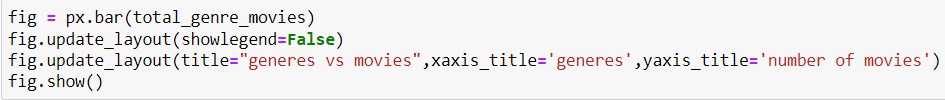 fig = px.bar(total_genre_movies)
fig.update_layout(showlegend=False)
fig.update_layout(title="generes vs movies",xaxis_title='generes',yaxis_title='number of movies')
fig.show()